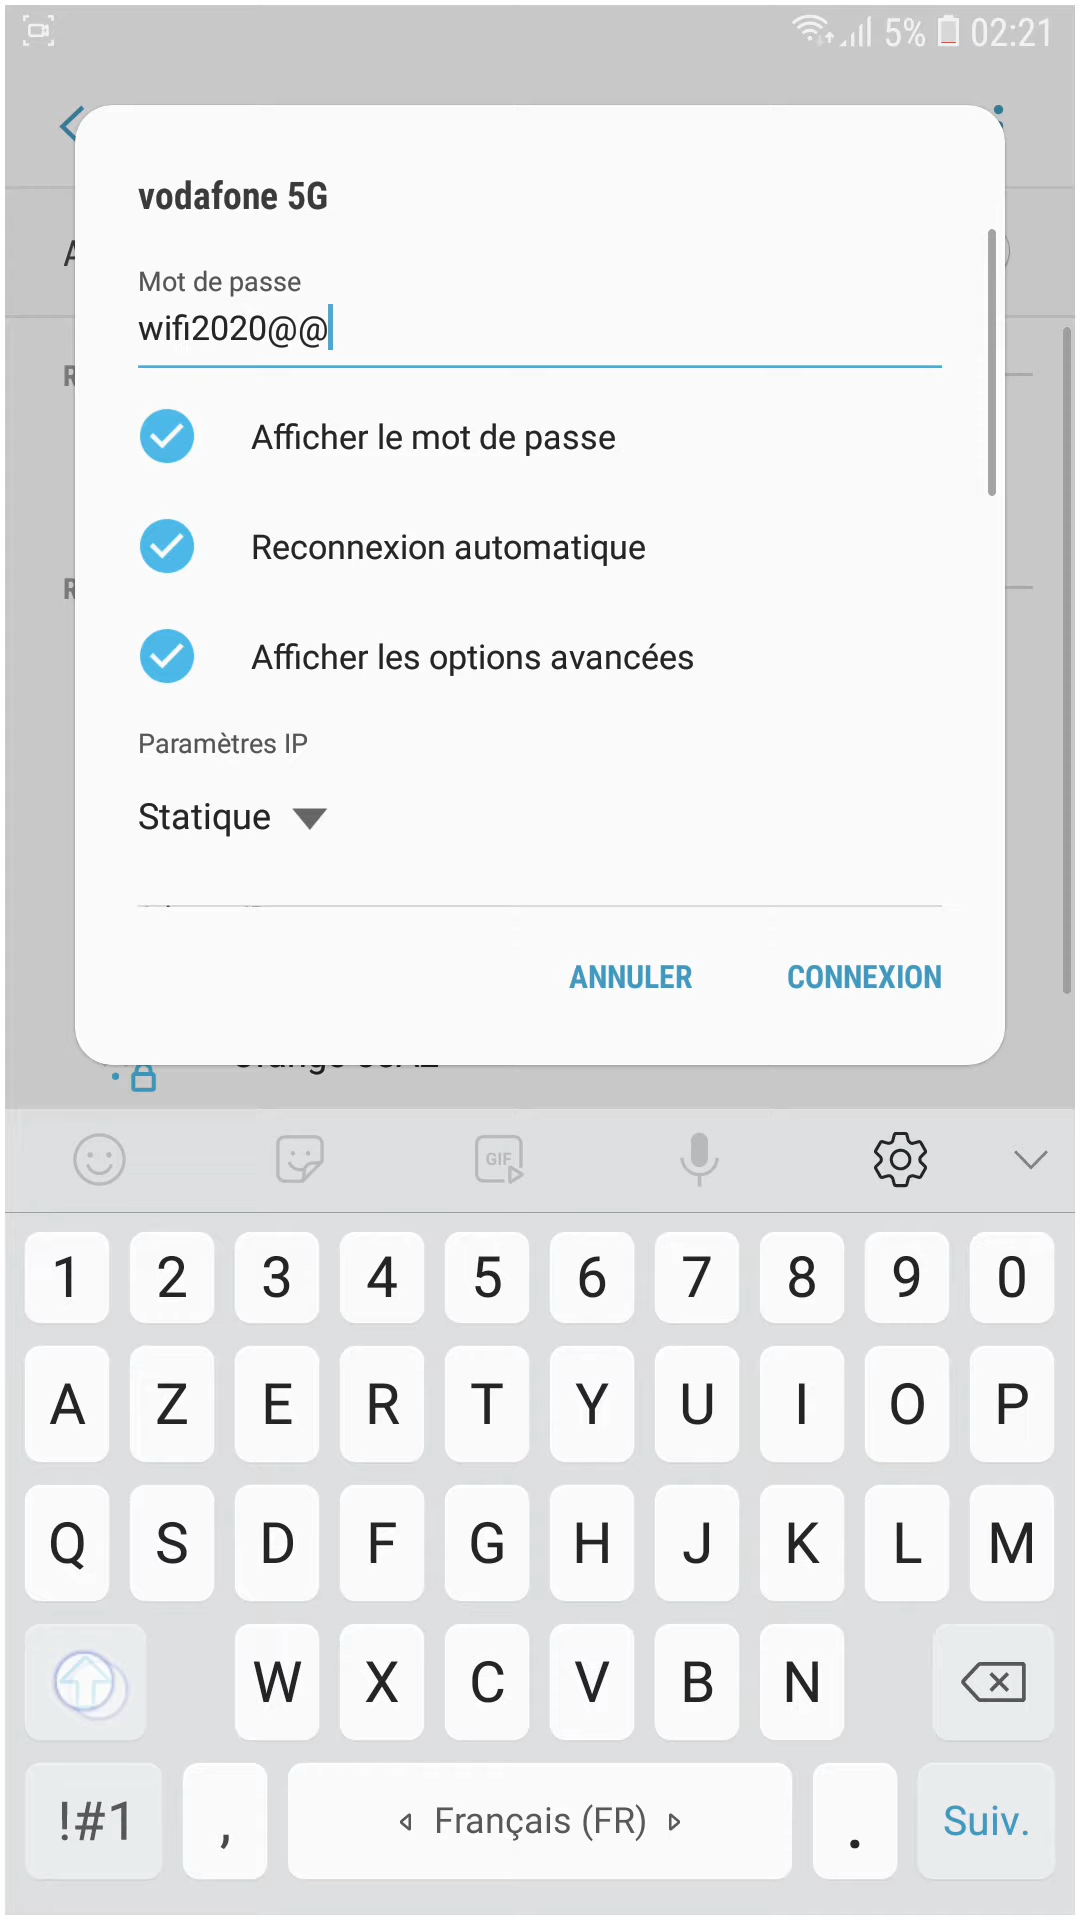 5% 02:21
vodafone 5G
Mot de passe
wifi2020@@
Afficher le mot de passe
Reconnexion automatique
Afficher les options avancées
Paramètres IP
Statique
ANNULER CONNEXION
GIF
1 2 3 4 5 6 7 8 9 0
A Z E R T Y U I O P
Q S D F G H J K L M
W X C V B N
!#1 , Français (FR) . Suiv.